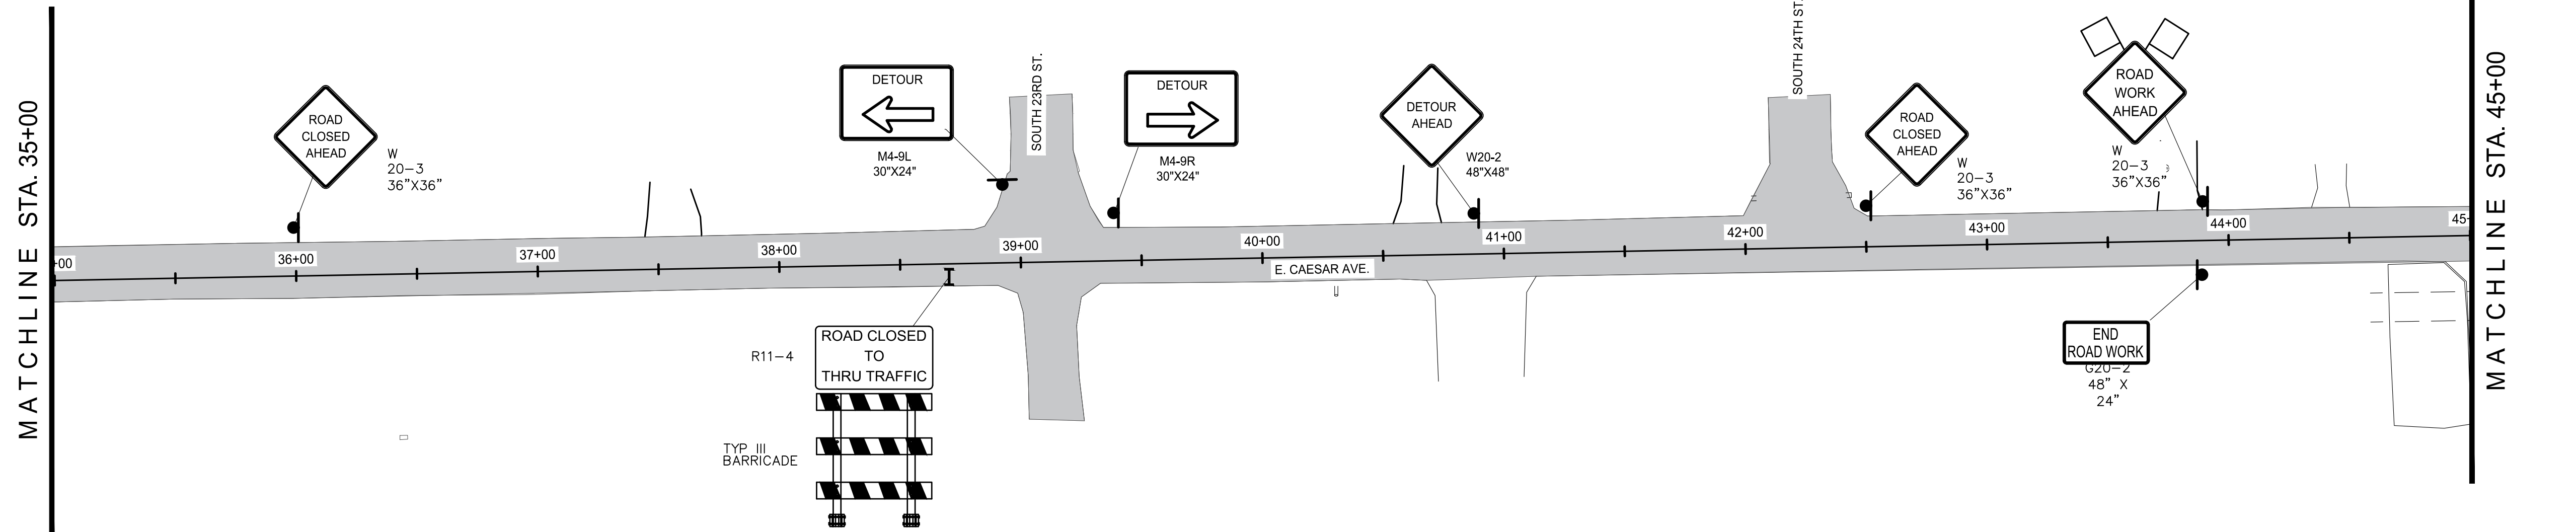 MATCHLINE STA. 35+00
ROAD
CLOSED
AHEAD
W
20-3
36"X36"
DETOUR
M4-9L
30"X24"
SOUTH 23RD ST.
DETOUR
M4-9R
30"X24"
DETOUR
AHEAD
W20-2
48"X48"
SOUTH 24TH ST.
ROAD
CLOSED
AHEAD
W
20-3
36"X36"
ROAD
WORK
AHEAD
W
20-3
36"X36"
+00
36+00
37+00
38+00
39+00
40+00
41+00
42+00
43+00
44+00
45
E. CAESAR AVE.
R11-4
ROAD CLOSED
TO
THRU TRAFFIC
TYP III
BARRICADE
END
ROAD WORK
G20-2
48" X
24"
MATCHLINE STA. 45+00